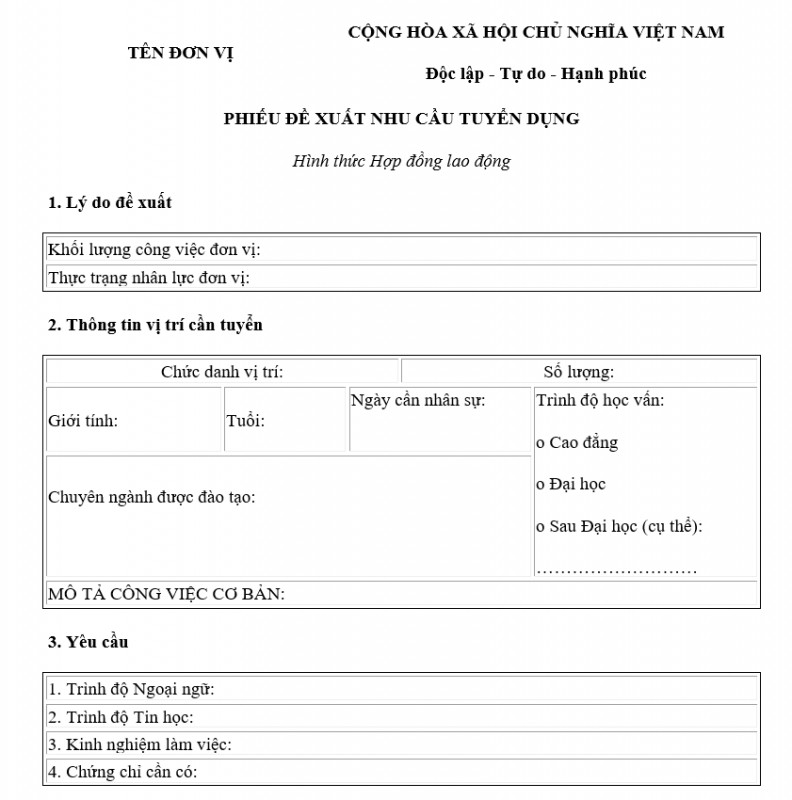 CỘNG HÒA XÃ HỘI CHỦ NGHĨA VIỆT NAM
TÊN ĐƠN VỊ
Độc lập - Tự do - Hạnh phúc
PHIẾU ĐỀ XUẤT NHU CẦU TUYỂN DỤNG
Hình thức Hợp đồng lao động
1. Lý do đề xuất
Khối lượng công việc đơn vị:
Thực trạng nhân lực đơn vị:
2. Thông tin vị trí cần tuyển
Chức danh vị trí:
Số lượng:
Giới tính:
Tuổi:
Ngày cần nhân sự:
Trình độ học vấn:
o Cao đẳng
o Đại học
o Sau Đại học (cụ thể):
………………………
Chuyên ngành được đào tạo:
MÔ TẢ CÔNG VIỆC CƠ BẢN:
3. Yêu cầu
1. Trình độ Ngoại ngữ:
2. Trình độ Tin học:
3. Kinh nghiệm làm việc:
4. Chứng chỉ cần có: